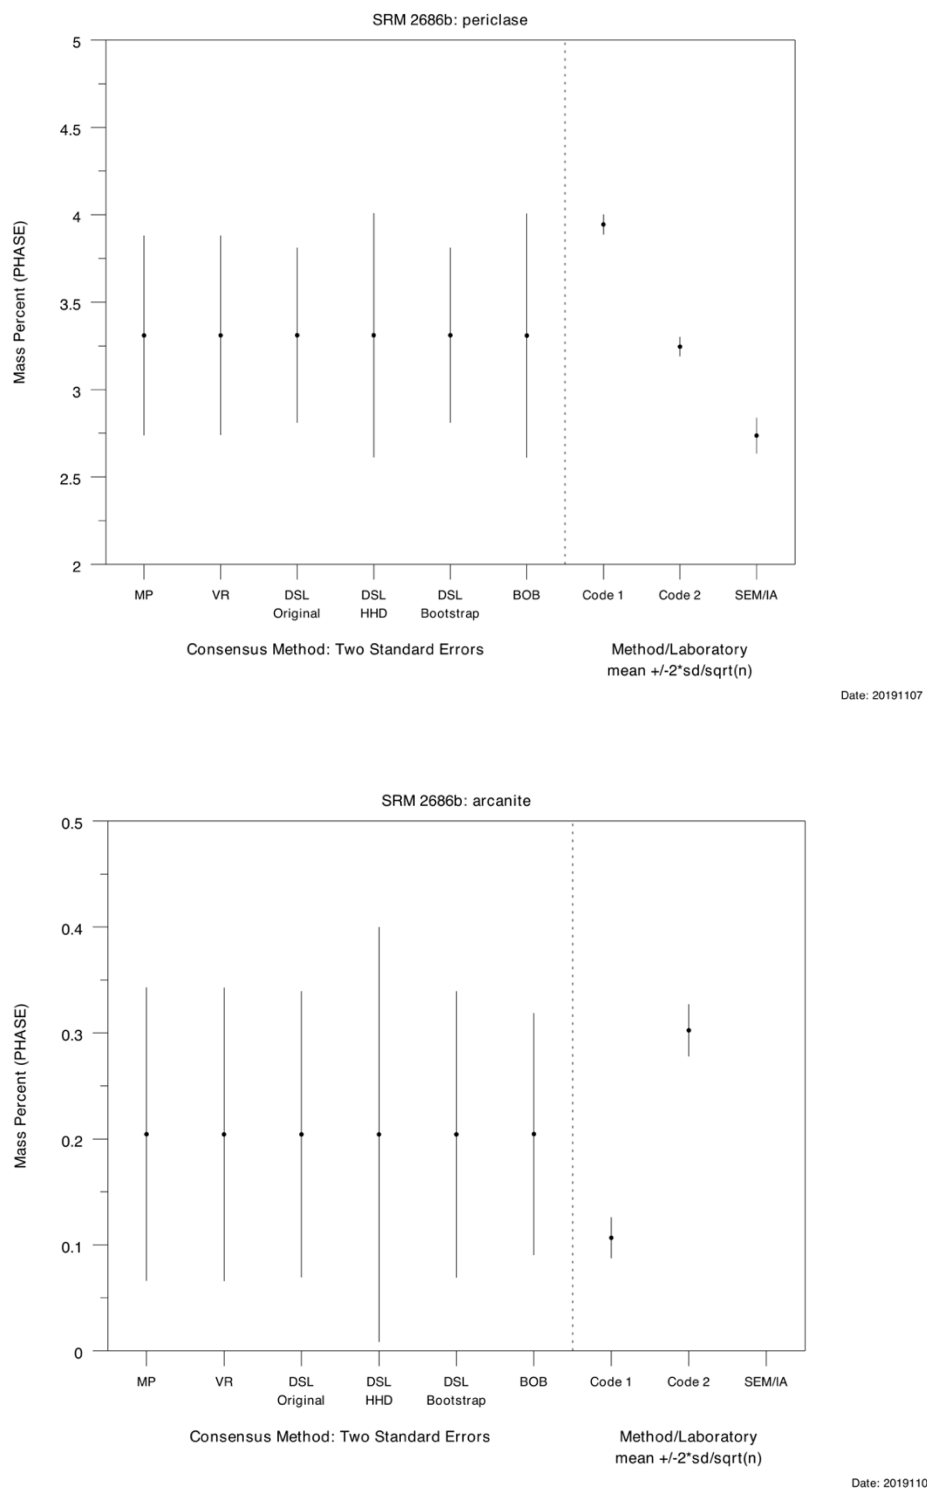 SRM 2686b: periclase
5
4.5
4
3.5
3
2.5
2
Mass Percent (PHASE)
MP VR DSL DSL DSL BOB Code 1 Code 2 SEM/IA
Original HHD Bootstrap
Consensus Method: Two Standard Errors Method/Laboratory
mean +/-2*sd/sqrt(n)
Date: 20191107
SRM 2686b: arcanite
0.5
0.4
0.3
0.2
0.1
0
Mass Percent (PHASE)
MP VR DSL DSL DSL BOB Code 1 Code 2 SEM/IA
Original HHD Bootstrap
Consensus Method: Two Standard Errors Method/Laboratory
mean +/-2*sd/sqrt(n)
Date: 2019110